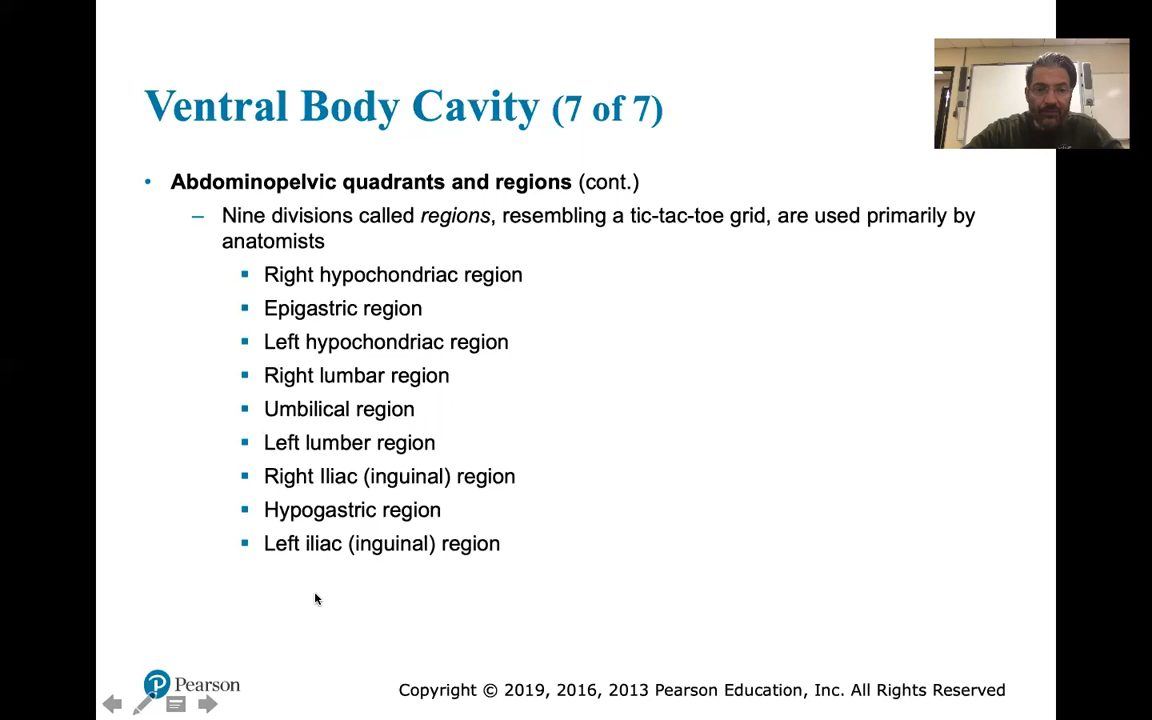 Ventral Body Cavity (7 of 7)
• Abdominopelvic quadrants and regions (cont.)
– Nine divisions called regions, resembling a tic-tac-toe grid, are used primarily by
anatomists
▪ Right hypochondriac region
▪ Epigastric region
▪ Left hypochondriac region
▪ Right lumbar region
▪ Umbilical region
▪ Left lumber region
▪ Right Iliac (inguinal) region
▪ Hypogastric region
▪ Left iliac (inguinal) region
P Pearson
Copyright © 2019, 2016, 2013 Pearson Education, Inc. All Rights Reserved